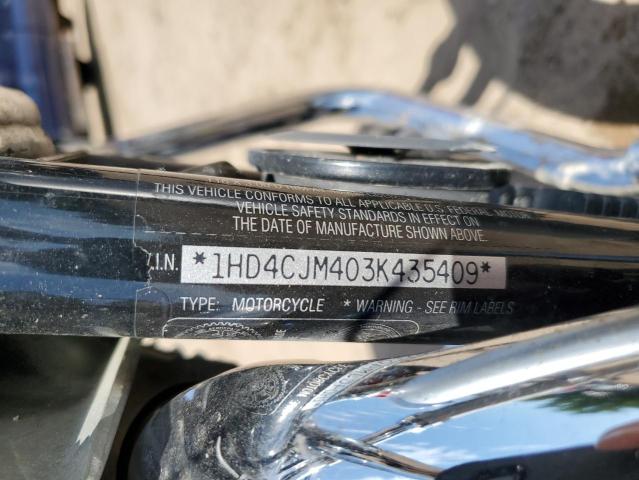 THIS VEHICLE CONFORMS TO ALL APPLICABLE U.S. FEDERAL MOTOR
VEHICLE SAFETY STANDARDS IN EFFECT ON
THE DATE OF MANUFACTURE SHOWN ABOVE.
V.I.N. *1HD4CJM403K435409*
TYPE: MOTORCYCLE * WARNING - SEE RIM LABELS